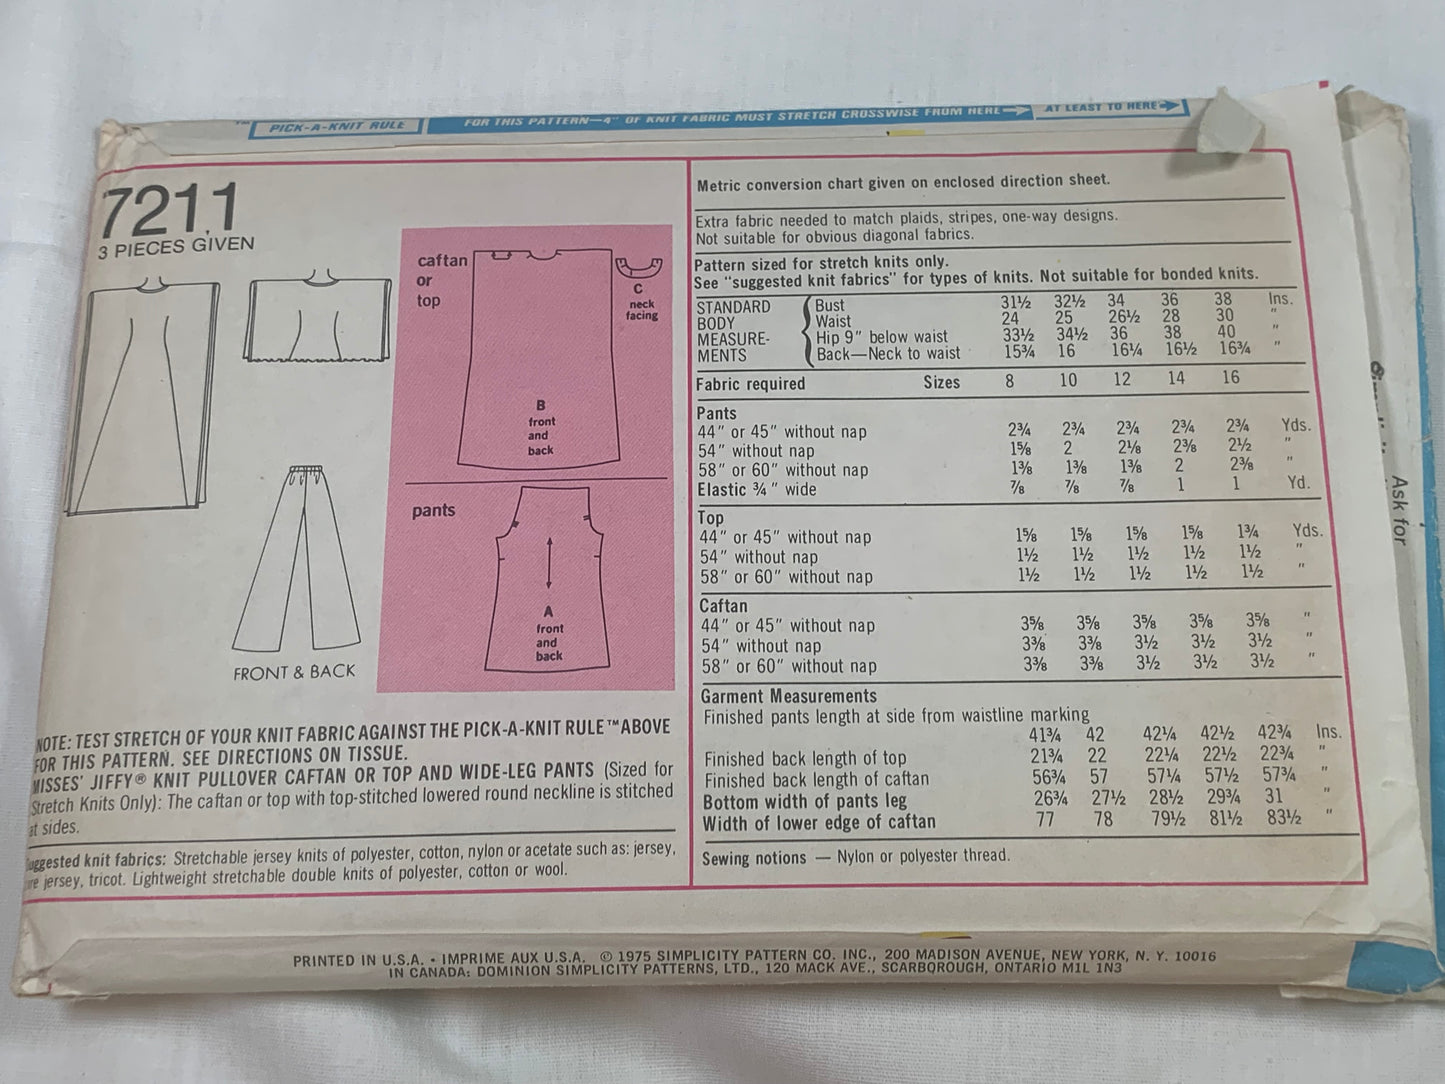 PICK-A-KNIT RULE
FOR THIS PATTERN—4" OF KNIT FABRIC MUST STRETCH CROSSWISE FROM HERE
AT LEAST TO HERE
7211
3 PIECES GIVEN
FRONT & BACK
caftan
or
top
C
neck
facing
B
front
and
back
pants
A
front
and
back
NOTE: TEST STRETCH OF YOUR KNIT FABRIC AGAINST THE PICK-A-KNIT RULE™ ABOVE
FOR THIS PATTERN. SEE DIRECTIONS ON TISSUE.
MISSES' JIFFY® KNIT PULLOVER CAFTAN OR TOP AND WIDE-LEG PANTS (Sized for
Stretch Knits Only): The caftan or top with top-stitched lowered round neckline is stitched
at sides.
uggested knit fabrics: Stretchable jersey knits of polyester, cotton, nylon or acetate such as: jersey,
jersey, tricot. Lightweight stretchable double knits of polyester, cotton or wool.
Metric conversion chart given on enclosed direction sheet.
Extra fabric needed to match plaids, stripes, one-way designs.
Not suitable for obvious diagonal fabrics.
Pattern sized for stretch knits only.
See "suggested knit fabrics" for types of knits. Not suitable for bonded knits.
STANDARD Bust 31½ 32½ 34 36 38 Ins.
BODY Waist 24 25 26½ 28 30 "
MEASURE- Hip 9" below waist 33½ 34½ 36 38 40 "
MENTS Back—Neck to waist 15¾ 16 16¼ 16½ 16¾ "
Fabric required Sizes 8 10 12 14 16
Pants
44" or 45" without nap 2¾ 2¾ 2¾ 2¾ 2¾ Yds.
54" without nap 1⅝ 2 2⅛ 2⅜ 2½ "
58" or 60" without nap 1⅜ 1⅜ 1⅜ 2 2⅜ "
Elastic ¾" wide ⅞ ⅞ ⅞ 1 1 Yd.
Top
44" or 45" without nap 1⅝ 1⅝ 1⅝ 1⅝ 1¾ Yds.
54" without nap 1½ 1½ 1½ 1½ 1½ "
58" or 60" without nap 1½ 1½ 1½ 1½ 1½ "
Caftan
44" or 45" without nap 3⅝ 3⅝ 3⅝ 3⅝ 3⅝ "
54" without nap 3⅜ 3⅜ 3½ 3½ 3½ "
58" or 60" without nap 3⅜ 3⅜ 3½ 3½ 3½ "
Garment Measurements
Finished pants length at side from waistline marking
41¾ 42 42¼ 42½ 42¾ Ins.
Finished back length of top 21¾ 22 22¼ 22½ 22¾ "
Finished back length of caftan 56¾ 57 57¼ 57½ 57¾ "
Bottom width of pants leg 26¾ 27½ 28½ 29¾ 31 "
Width of lower edge of caftan 77 78 79½ 81½ 83½ "
Sewing notions — Nylon or polyester thread.
Ask for
PRINTED IN U.S.A. • IMPRIME AUX U.S.A. © 1975 SIMPLICITY PATTERN CO. INC., 200 MADISON AVENUE, NEW YORK, N. Y. 10016
IN CANADA: DOMINION SIMPLICITY PATTERNS, LTD., 120 MACK AVE., SCARBOROUGH, ONTARIO M1L 1N3